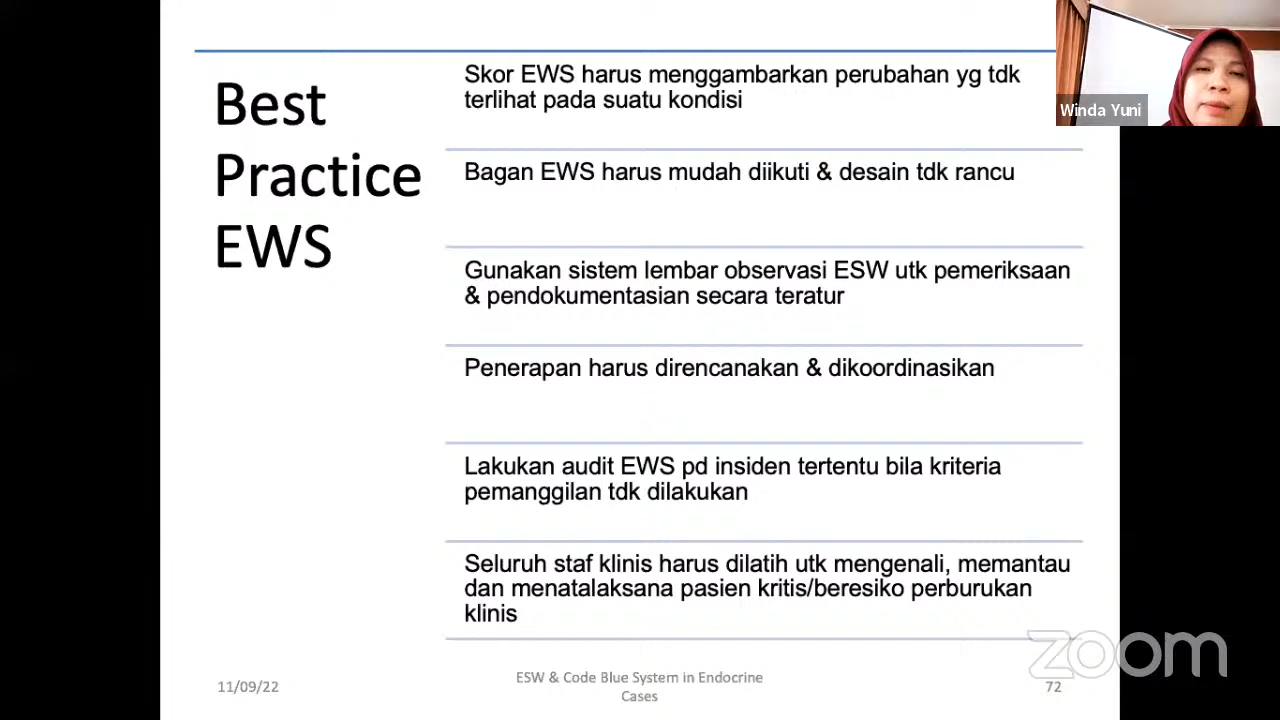 Best
Practice
EWS
Skor EWS harus menggambarkan perubahan yg tdk
terlihat pada suatu kondisi
Bagan EWS harus mudah diikuti & desain tdk rancu
Gunakan sistem lembar observasi ESW utk pemeriksaan
& pendokumentasian secara teratur
Penerapan harus direncanakan & dikoordinasikan
Lakukan audit EWS pd insiden tertentu bila kriteria
pemanggilan tdk dilakukan
Seluruh staf klinis harus dilatih utk mengenali, memantau
dan menatalaksana pasien kritis/beresiko perburukan
klinis
Winda Yuni
11/09/22
ESW & Code Blue System in Endocrine
Cases
72
zoom